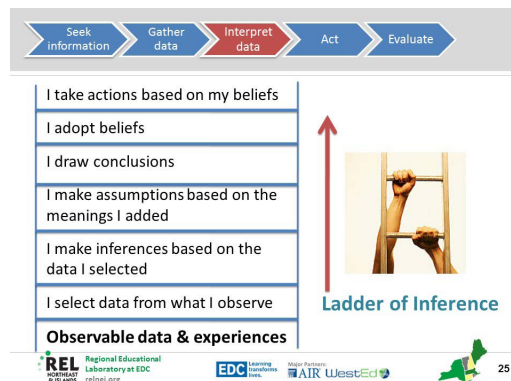 Seek
information
Gather
data
Interpret
data
Act
Evaluate
I take actions based on my beliefs
I adopt beliefs
I draw conclusions
I make assumptions based on the
meanings I added
I make inferences based on the
data I selected
I select data from what I observe
Observable data & experiences
Ladder of Inference
REL
NORTHEAST
& ISLANDS
Regional Educational
Laboratory at EDC
relnei.org
EDC
Learning
transforms
lives.
Major Partners:
AIR WestEd
25